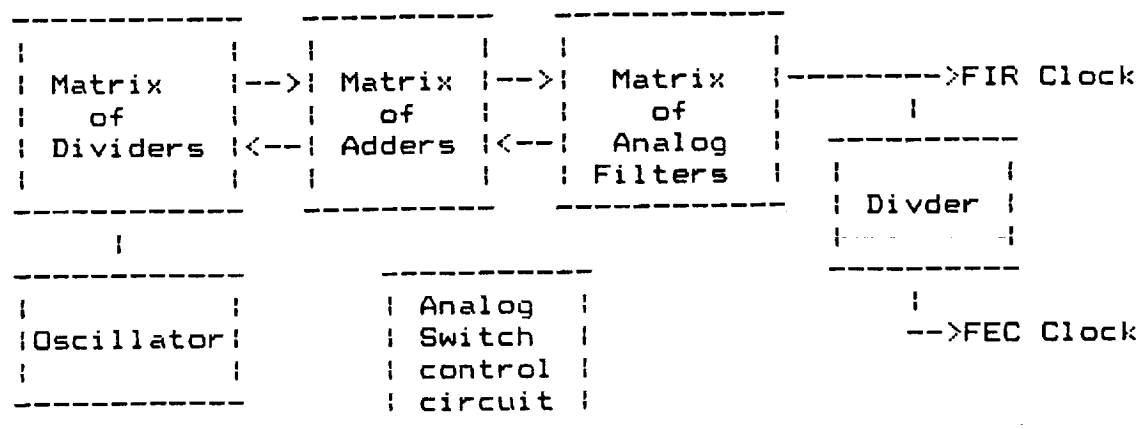 Matrix of Dividers
Matrix of Adders
Matrix of Analog Filters
FIR Clock
Divder
Oscillator
Analog Switch control circuit
FEC Clock